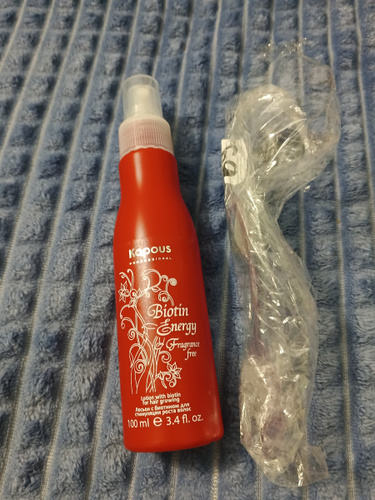 Kapous
PROFESSIONAL
Biotin
Energy
Fragrance
free
Lotion with biotin
for hair growing
Лосьон с биотином для
стимуляции роста волос
100 ml ℮ 3.4 fl. oz.